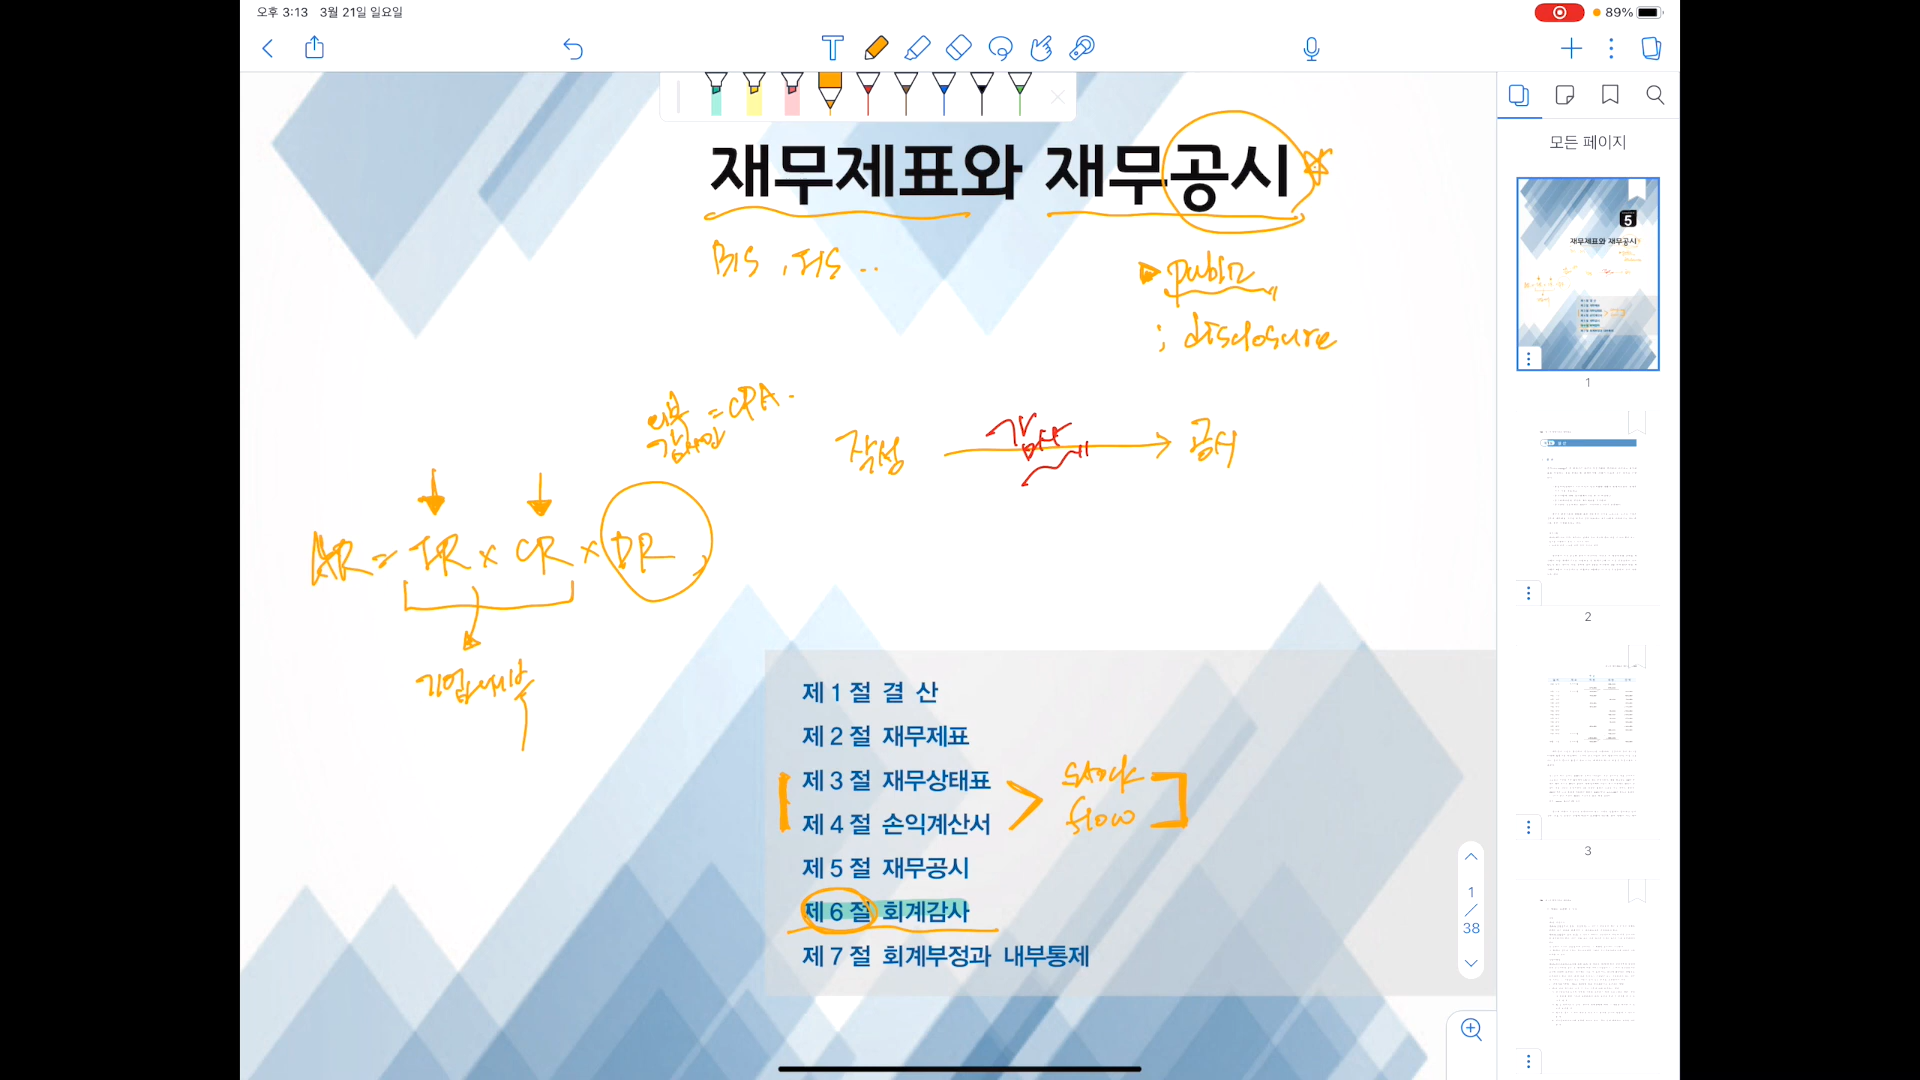 오후 3:13 3월 21일 일요일
89%
재무제표와 재무공시
B/S, I/S ..
public
; disclosure
외부 = CPA.
감사인
작성 감사 공시
AR = IR × CR × DR
기업내부
제 1 절 결 산
제 2 절 재무제표
제 3 절 재무상태표
제 4 절 손익계산서
stock
flow
제 5 절 재무공시
제 6 절 회계감사
제 7 절 회계부정과 내부통제
모든 페이지
5
재무제표와 재무공시
1
2
3
1
/
38